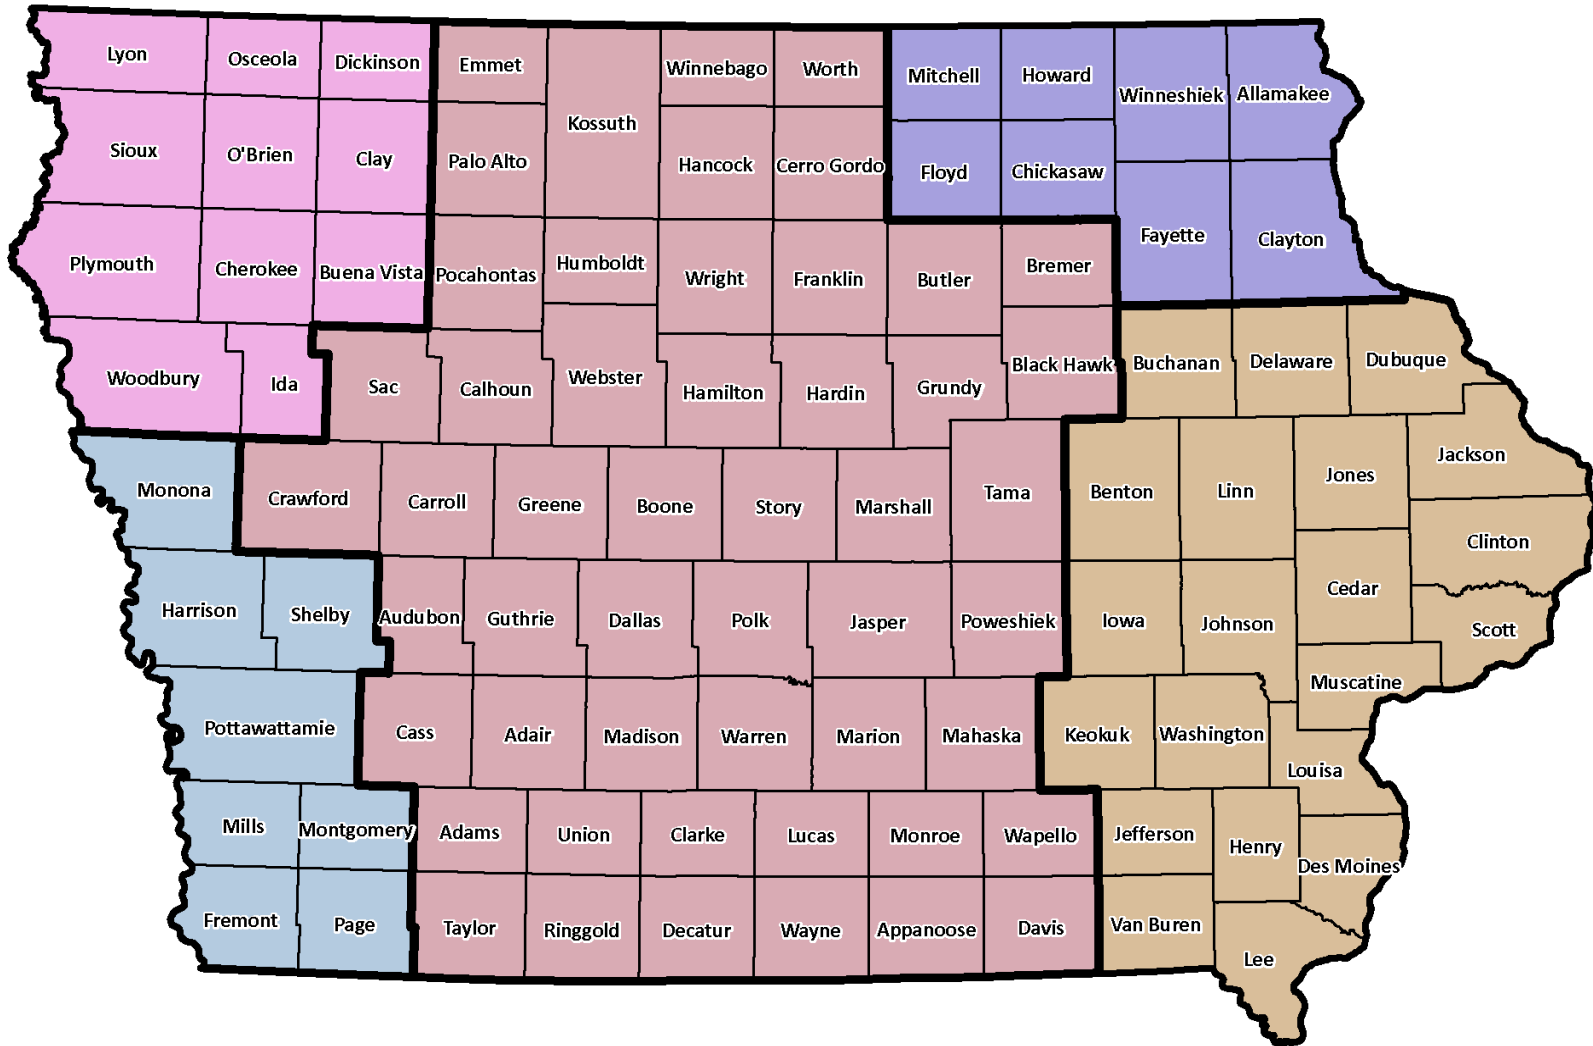 Lyon
Osceola
Dickinson
Emmet
Kossuth
Winnebago
Worth
Mitchell
Howard
Winneshiek
Allamakee
Sioux
O'Brien
Clay
Palo Alto
Hancock
Cerro Gordo
Floyd
Chickasaw
Fayette
Clayton
Plymouth
Cherokee
Buena Vista
Pocahontas
Humboldt
Wright
Franklin
Butler
Bremer
Woodbury
Ida
Sac
Calhoun
Webster
Hamilton
Hardin
Grundy
Black Hawk
Buchanan
Delaware
Dubuque
Monona
Crawford
Carroll
Greene
Boone
Story
Marshall
Tama
Benton
Linn
Jones
Jackson
Clinton
Harrison
Shelby
Audubon
Guthrie
Dallas
Polk
Jasper
Poweshiek
Iowa
Johnson
Cedar
Scott
Muscatine
Pottawattamie
Cass
Adair
Madison
Warren
Marion
Mahaska
Keokuk
Washington
Louisa
Mills
Montgomery
Adams
Union
Clarke
Lucas
Monroe
Wapello
Jefferson
Henry
Des Moines
Fremont
Page
Taylor
Ringgold
Decatur
Wayne
Appanoose
Davis
Van Buren
Lee